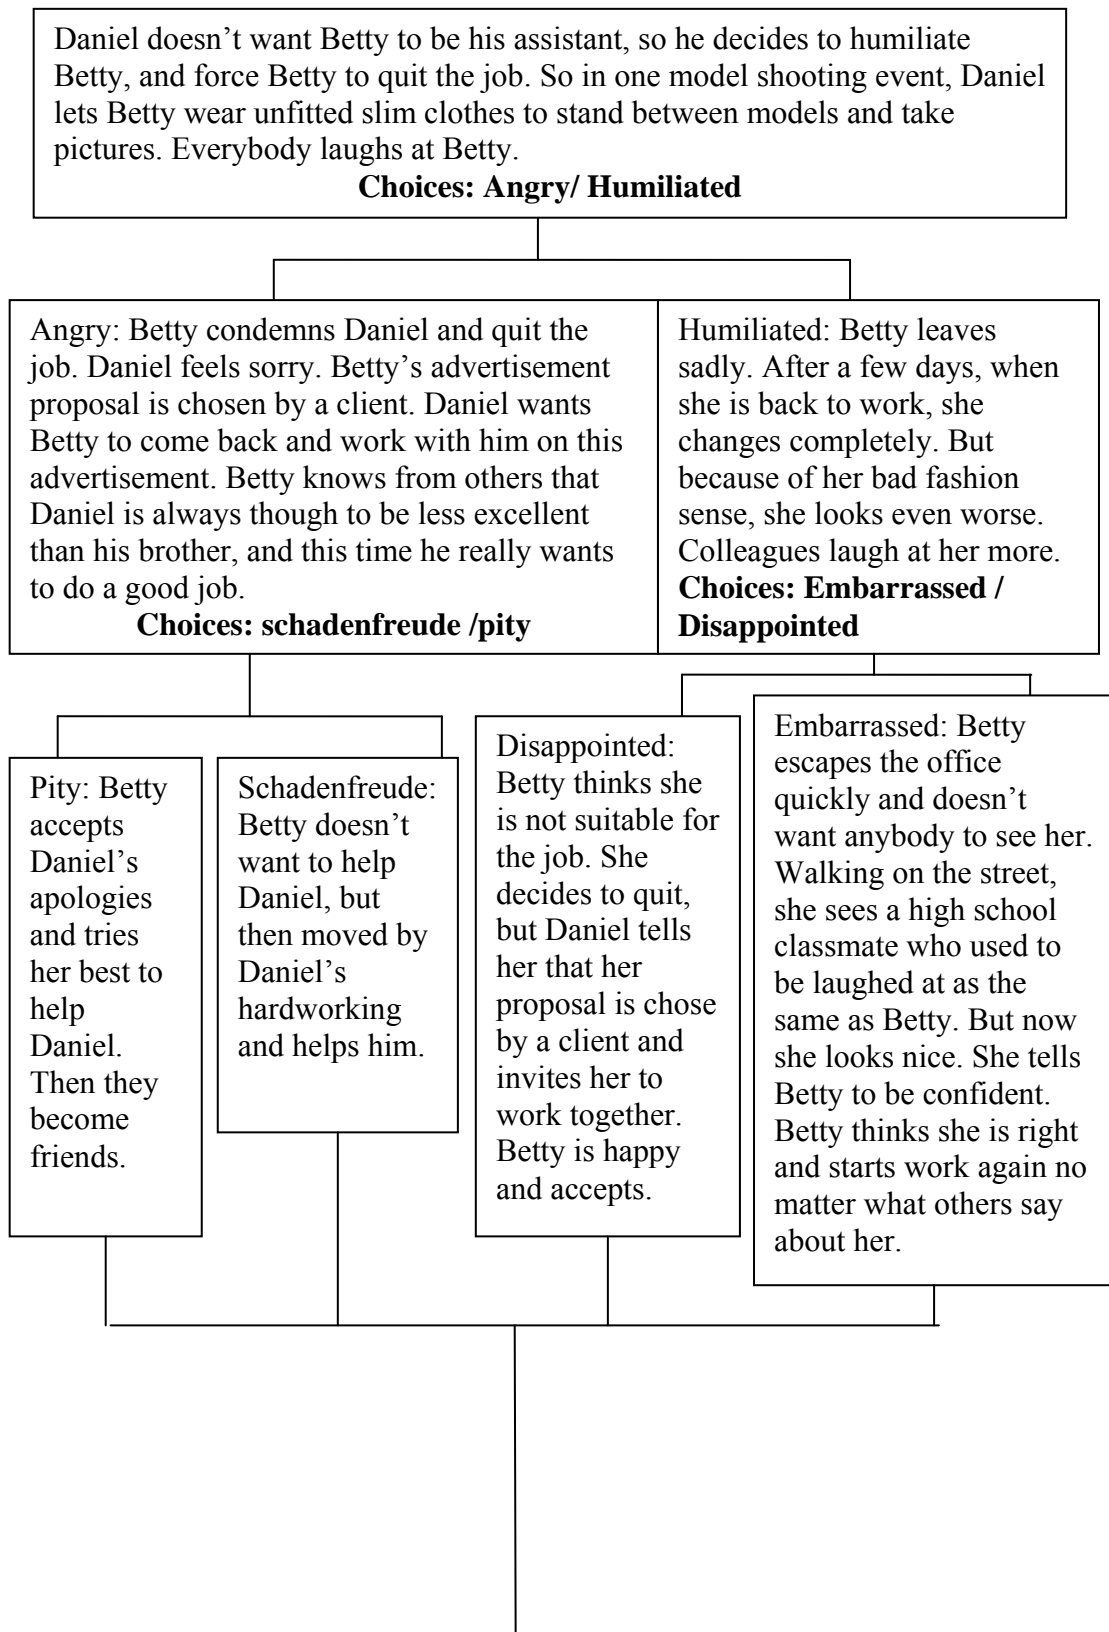 Daniel doesn’t want Betty to be his assistant, so he decides to humiliate
Betty, and force Betty to quit the job. So in one model shooting event, Daniel
lets Betty wear unfitted slim clothes to stand between models and take
pictures. Everybody laughs at Betty.
Choices: Angry/ Humiliated
Angry: Betty condemns Daniel and quit the
job. Daniel feels sorry. Betty’s advertisement
proposal is chosen by a client. Daniel wants
Betty to come back and work with him on this
advertisement. Betty knows from others that
Daniel is always though to be less excellent
than his brother, and this time he really wants
to do a good job.
Choices: schadenfreude /pity
Humiliated: Betty leaves
sadly. After a few days, when
she is back to work, she
changes completely. But
because of her bad fashion
sense, she looks even worse.
Colleagues laugh at her more.
Choices: Embarrassed /
Disappointed
Pity: Betty
accepts
Daniel’s
apologies
and tries
her best to
help
Daniel.
Then they
become
friends.
Schadenfreude:
Betty doesn’t
want to help
Daniel, but
then moved by
Daniel’s
hardworking
and helps him.
Disappointed:
Betty thinks she
is not suitable for
the job. She
decides to quit,
but Daniel tells
her that her
proposal is chose
by a client and
invites her to
work together.
Betty is happy
and accepts.
Embarrassed: Betty
escapes the office
quickly and doesn’t
want anybody to see her.
Walking on the street,
she sees a high school
classmate who used to
be laughed at as the
same as Betty. But now
she looks nice. She tells
Betty to be confident.
Betty thinks she is right
and starts work again no
matter what others say
about her.